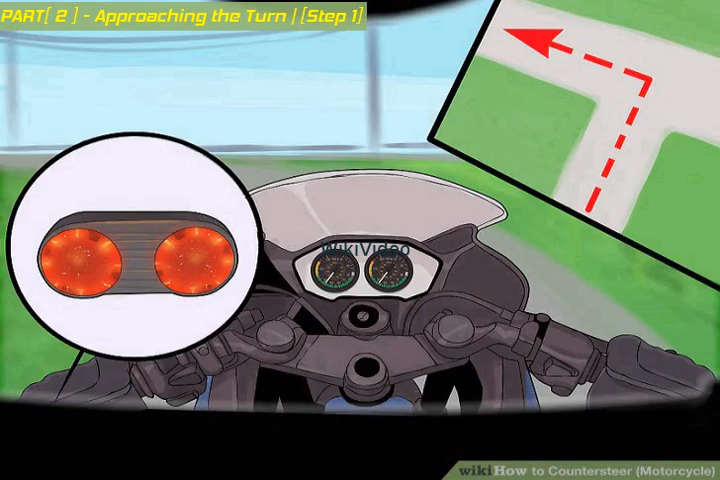 PART[ 2 ] - Approaching the Turn | [Step 1]
WikiVideo
wikiHow to Countersteer (Motorcycle)